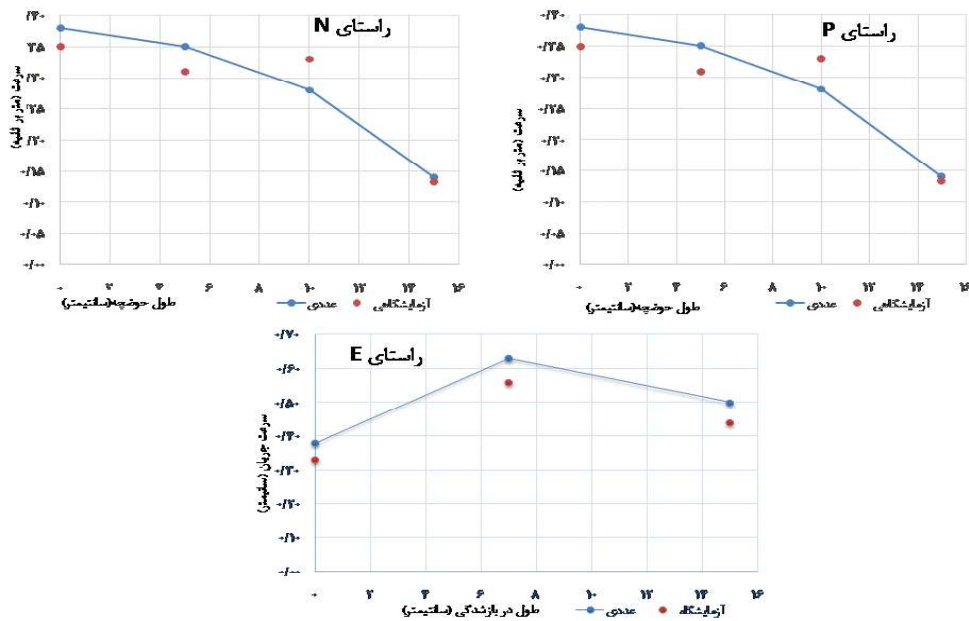 راستای N
سرعت (متر بر ثانیه)
۰/۴۰
۰/۳۵
۰/۳۰
۰/۲۵
۰/۲۰
۰/۱۵
۰/۱۰
۰/۰۵
۰/۰۰
۰ ۲ ۴ ۶ ۸ ۱۰ ۱۲ ۱۴ ۱۶
طول حوضچه(سانتیمتر)
عددی آزمایشگاهی
راستای P
سرعت (متر بر ثانیه)
۰/۴۰
۰/۳۵
۰/۳۰
۰/۲۵
۰/۲۰
۰/۱۵
۰/۱۰
۰/۰۵
۰/۰۰
۰ ۲ ۴ ۶ ۸ ۱۰ ۱۲ ۱۴ ۱۶
طول حوضچه(سانتیمتر)
عددی آزمایشگاهی
راستای E
سرعت جریان (سانتیمتر)
۰/۷۰
۰/۶۰
۰/۵۰
۰/۴۰
۰/۳۰
۰/۲۰
۰/۱۰
۰/۰۰
۰ ۲ ۴ ۶ ۸ ۱۰ ۱۲ ۱۴ ۱۶
طول در بازشدگی (سانتیمتر)
عددی آزمایشگاه